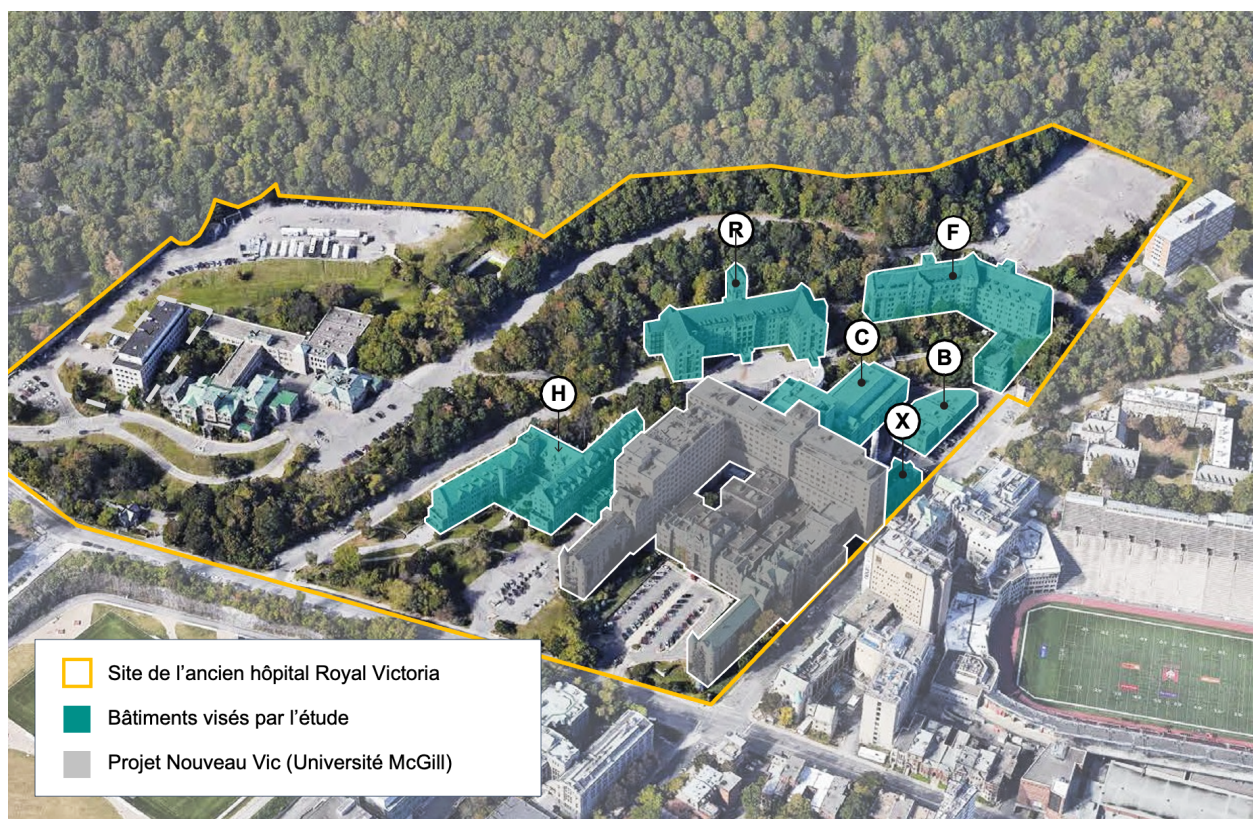 R
F
C
B
H
X
Site de l’ancien hôpital Royal Victoria
Bâtiments visés par l’étude
Projet Nouveau Vic (Université McGill)